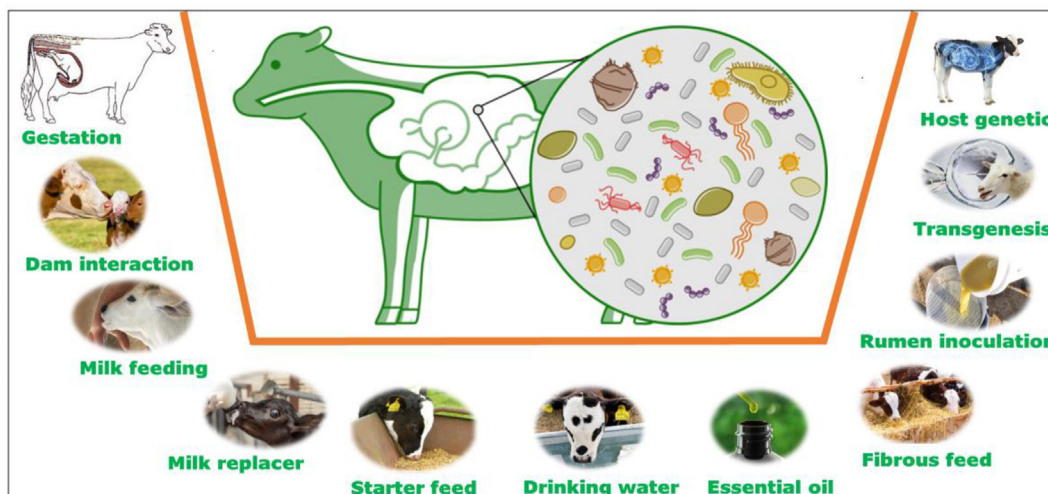 Gestation
Dam interaction
Milk feeding
Milk replacer
Starter feed
Drinking water
Essential oil
Fibrous feed
Rumen inoculation
Transgenesis
Host genetic